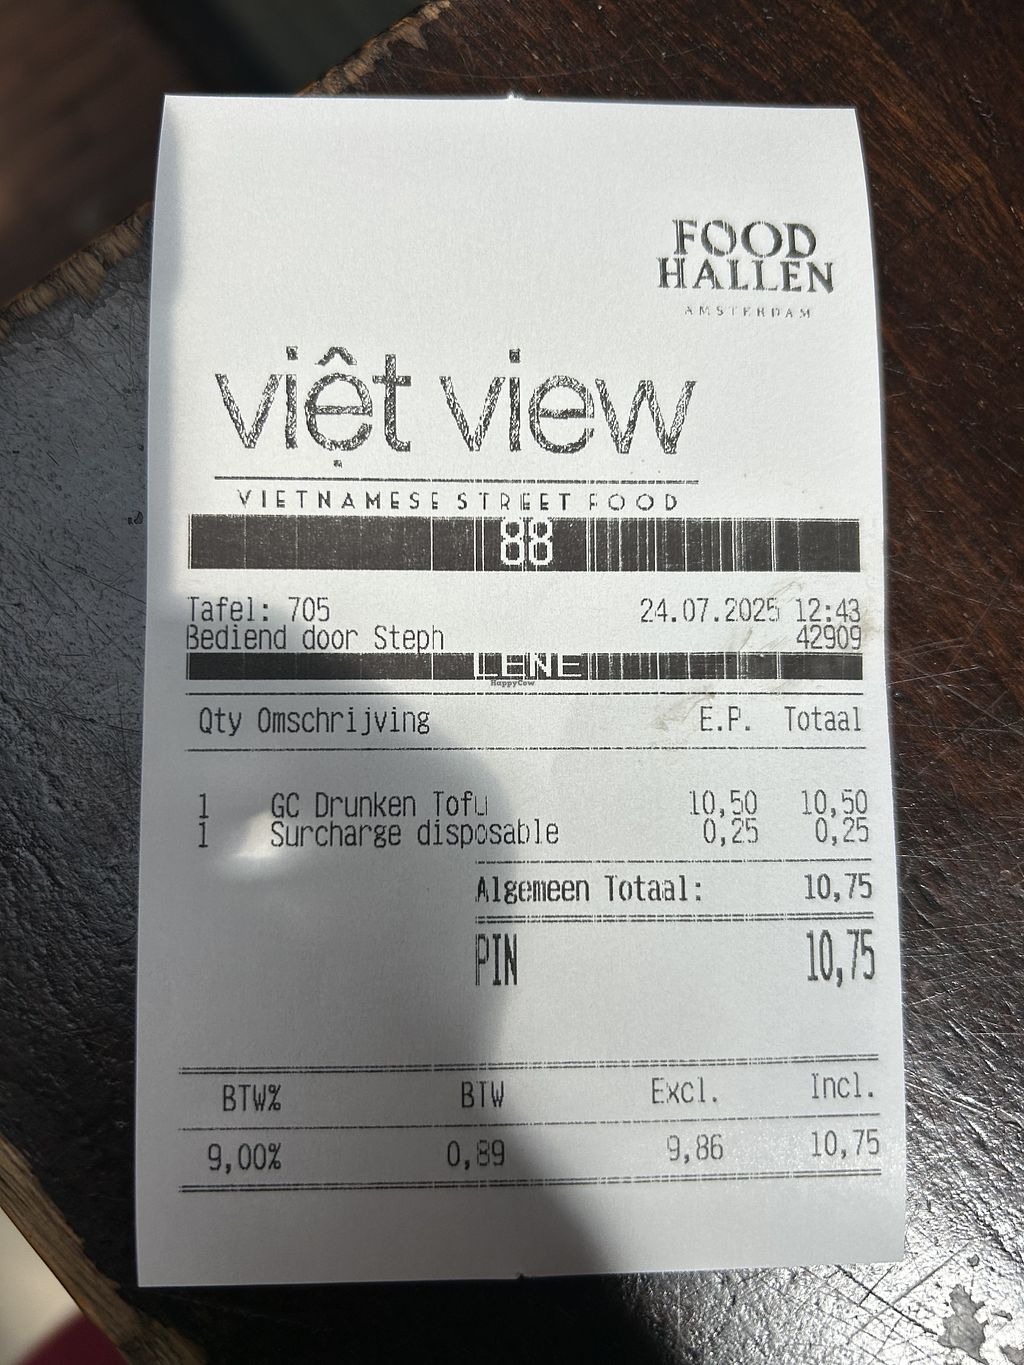 FOOD
HALLEN
AMSTERDAM
việt view
VIETNAMESE STREET FOOD
88
Tafel: 705 24.07.2025 12:43
Bediend door Steph 42909
LENE
HappyCow
Qty Omschrijving E.P. Totaal
1 GC Drunken Tofu 10,50 10,50
1 Surcharge disposable 0,25 0,25
Algemeen Totaal: 10,75
PIN 10,75
BTW% BTW Excl. Incl.
9,00% 0,89 9,86 10,75